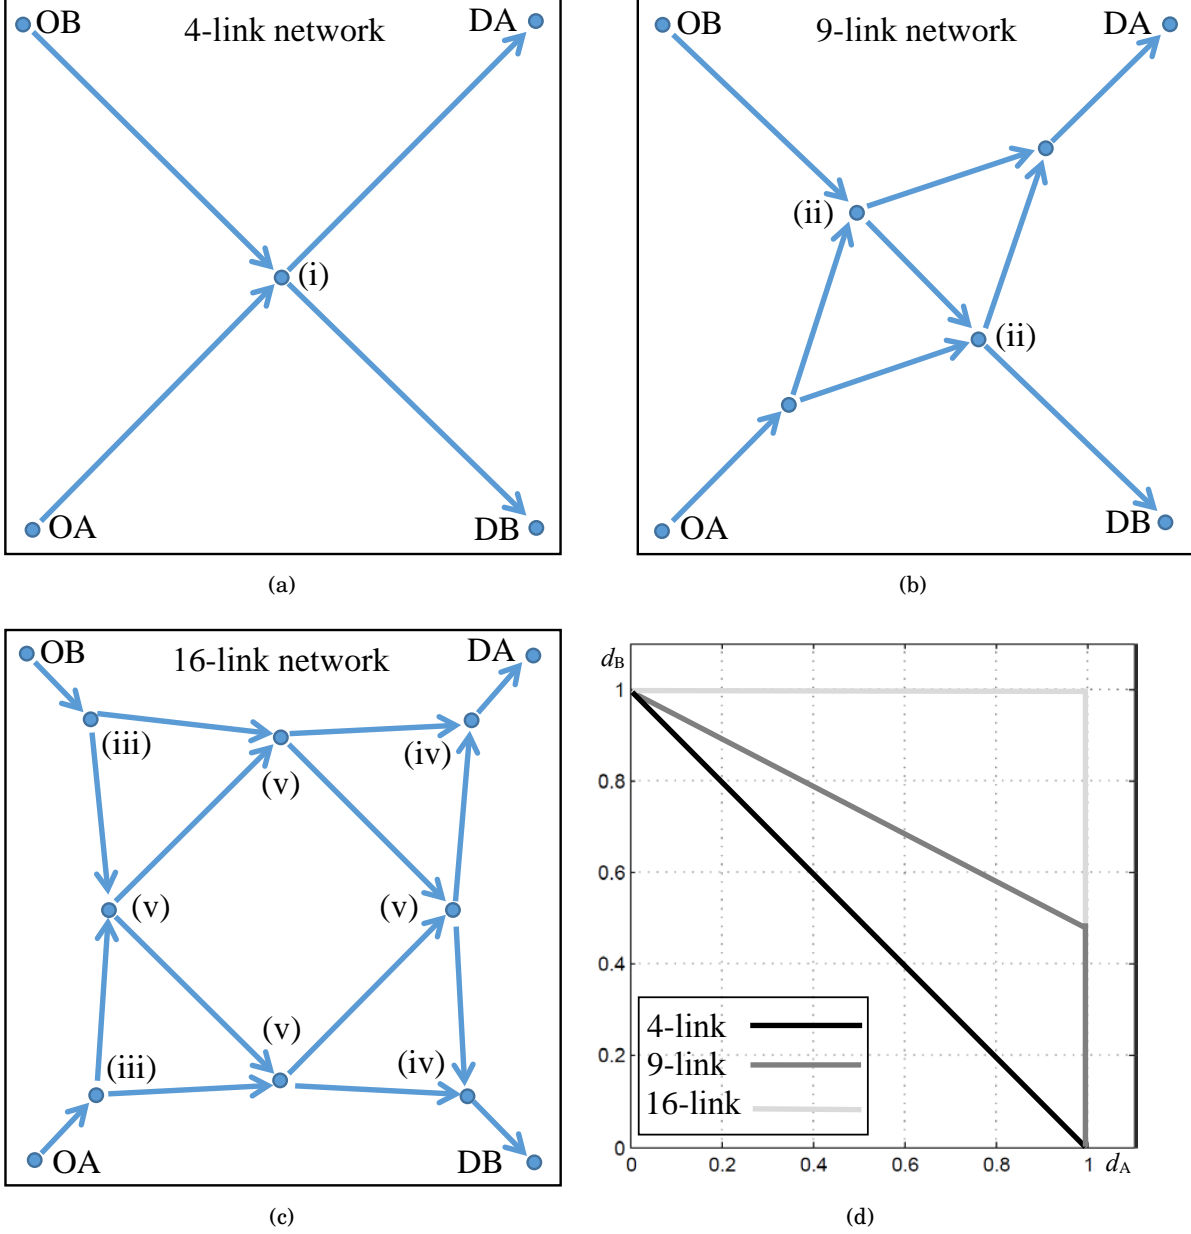 OB 4-link network DA
(i)
OA DB
(a)
OB 9-link network DA
(ii)
(ii)
OA DB
(b)
OB 16-link network DA
(iii) (v) (iv)
(v) (v)
(iii) (v) (iv)
OA DB
(c)
dB
1
0.8
0.6
0.4
0.2
0
4-link
9-link
16-link
0 0.2 0.4 0.6 0.8 1 dA
(d)